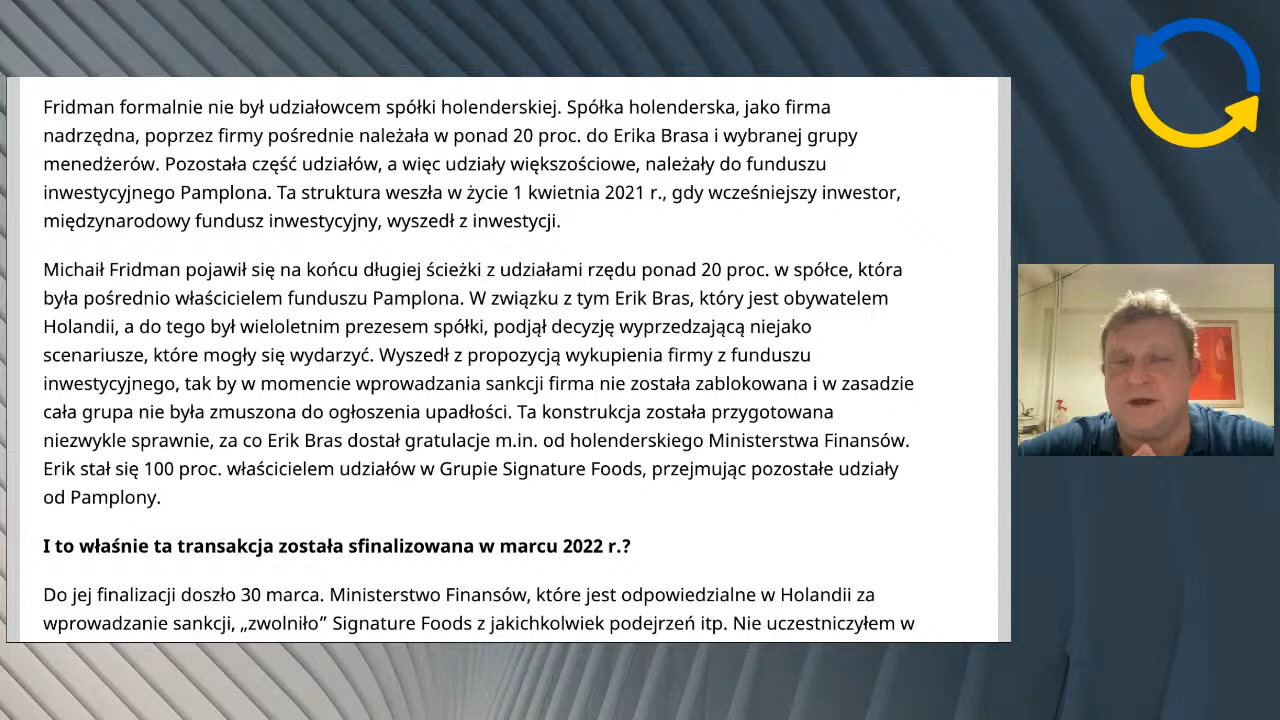 Fridman formalnie nie był udziałowcem spółki holenderskiej. Spółka holenderska, jako firma
nadrzędna, poprzez firmy pośrednie należała w ponad 20 proc. do Erika Brasa i wybranej grupy
menedżerów. Pozostała część udziałów, a więc udziały większościowe, należały do funduszu
inwestycyjnego Pamplona. Ta struktura weszła w życie 1 kwietnia 2021 r., gdy wcześniejszy inwestor,
międzynarodowy fundusz inwestycyjny, wyszedł z inwestycji.
Michaił Fridman pojawił się na końcu długiej ścieżki z udziałami rzędu ponad 20 proc. w spółce, która
była pośrednio właścicielem funduszu Pamplona. W związku z tym Erik Bras, który jest obywatelem
Holandii, a do tego był wieloletnim prezesem spółki, podjął decyzję wyprzedzającą niejako
scenariusze, które mogły się wydarzyć. Wyszedł z propozycją wykupienia firmy z funduszu
inwestycyjnego, tak by w momencie wprowadzania sankcji firma nie została zablokowana i w zasadzie
cała grupa nie była zmuszona do ogłoszenia upadłości. Ta konstrukcja została przygotowana
niezwykle sprawnie, za co Erik Bras dostał gratulacje m.in. od holenderskiego Ministerstwa Finansów.
Erik stał się 100 proc. właścicielem udziałów w Grupie Signature Foods, przejmując pozostałe udziały
od Pamplony.
I to właśnie ta transakcja została sfinalizowana w marcu 2022 r.?
Do jej finalizacji doszło 30 marca. Ministerstwo Finansów, które jest odpowiedzialne w Holandii za
wprowadzanie sankcji, „zwolniło” Signature Foods z jakichkolwiek podejrzeń itp. Nie uczestniczyłem w